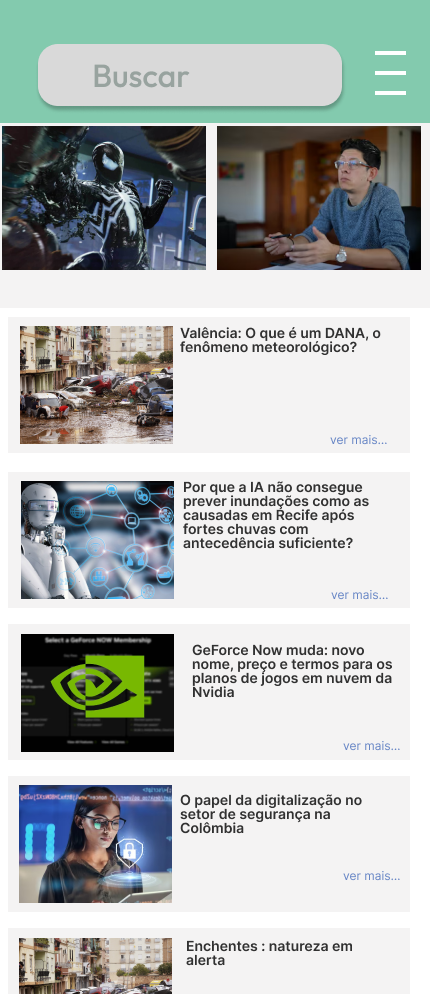 Buscar
Valência: O que é um DANA, o
fenômeno meteorológico?
ver mais...
Por que a IA não consegue
prever inundações como as
causadas em Recife após
fortes chuvas com
antecedência suficiente?
ver mais...
Select a GeForce NOW Membership
GeForce Now muda: novo
nome, preço e termos para os
planos de jogos em nuvem da
Nvidia
ver mais...
O papel da digitalização no
setor de segurança na
Colômbia
ver mais...
Enchentes : natureza em
alerta